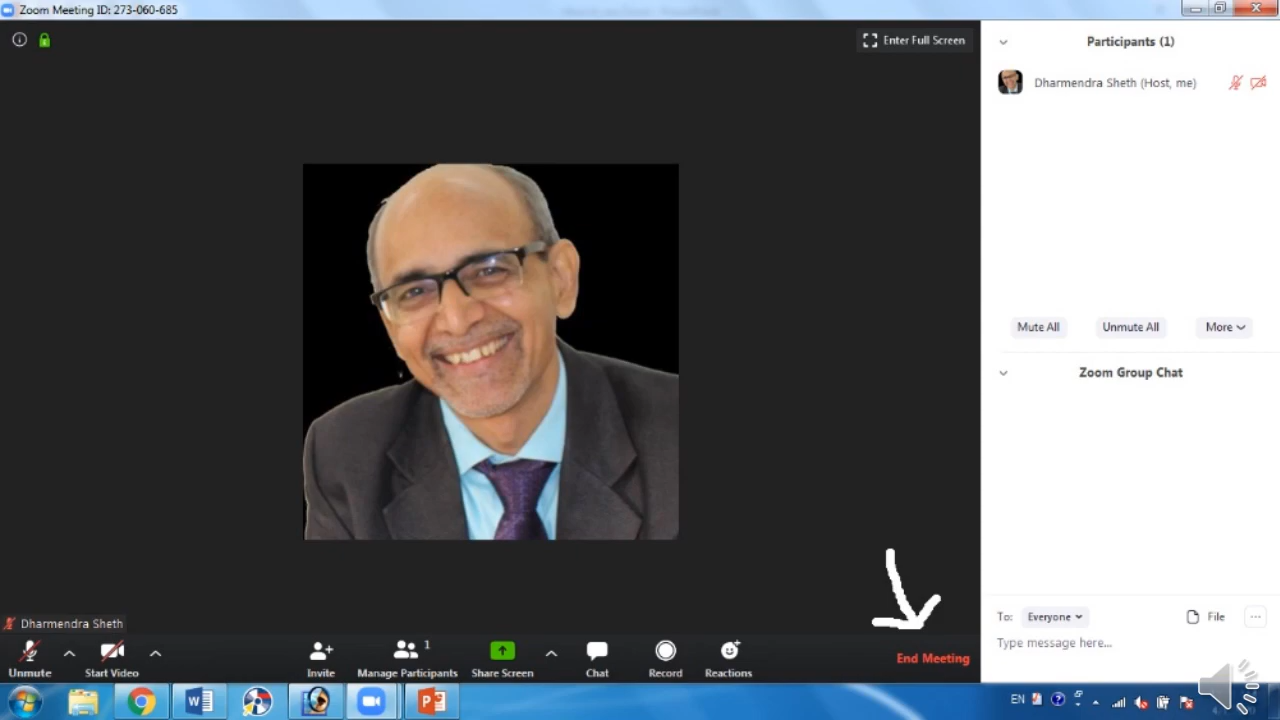 Zoom Meeting ID: 273-060-685
Enter Full Screen
Participants (1)
Dharmendra Sheth (Host, me)
Mute All
Unmute All
More
Zoom Group Chat
To: Everyone
File
Type message here...
Dharmendra Sheth
Unmute
Start Video
Invite
1
Manage Participants
Share Screen
Chat
Record
Reactions
End Meeting
EN